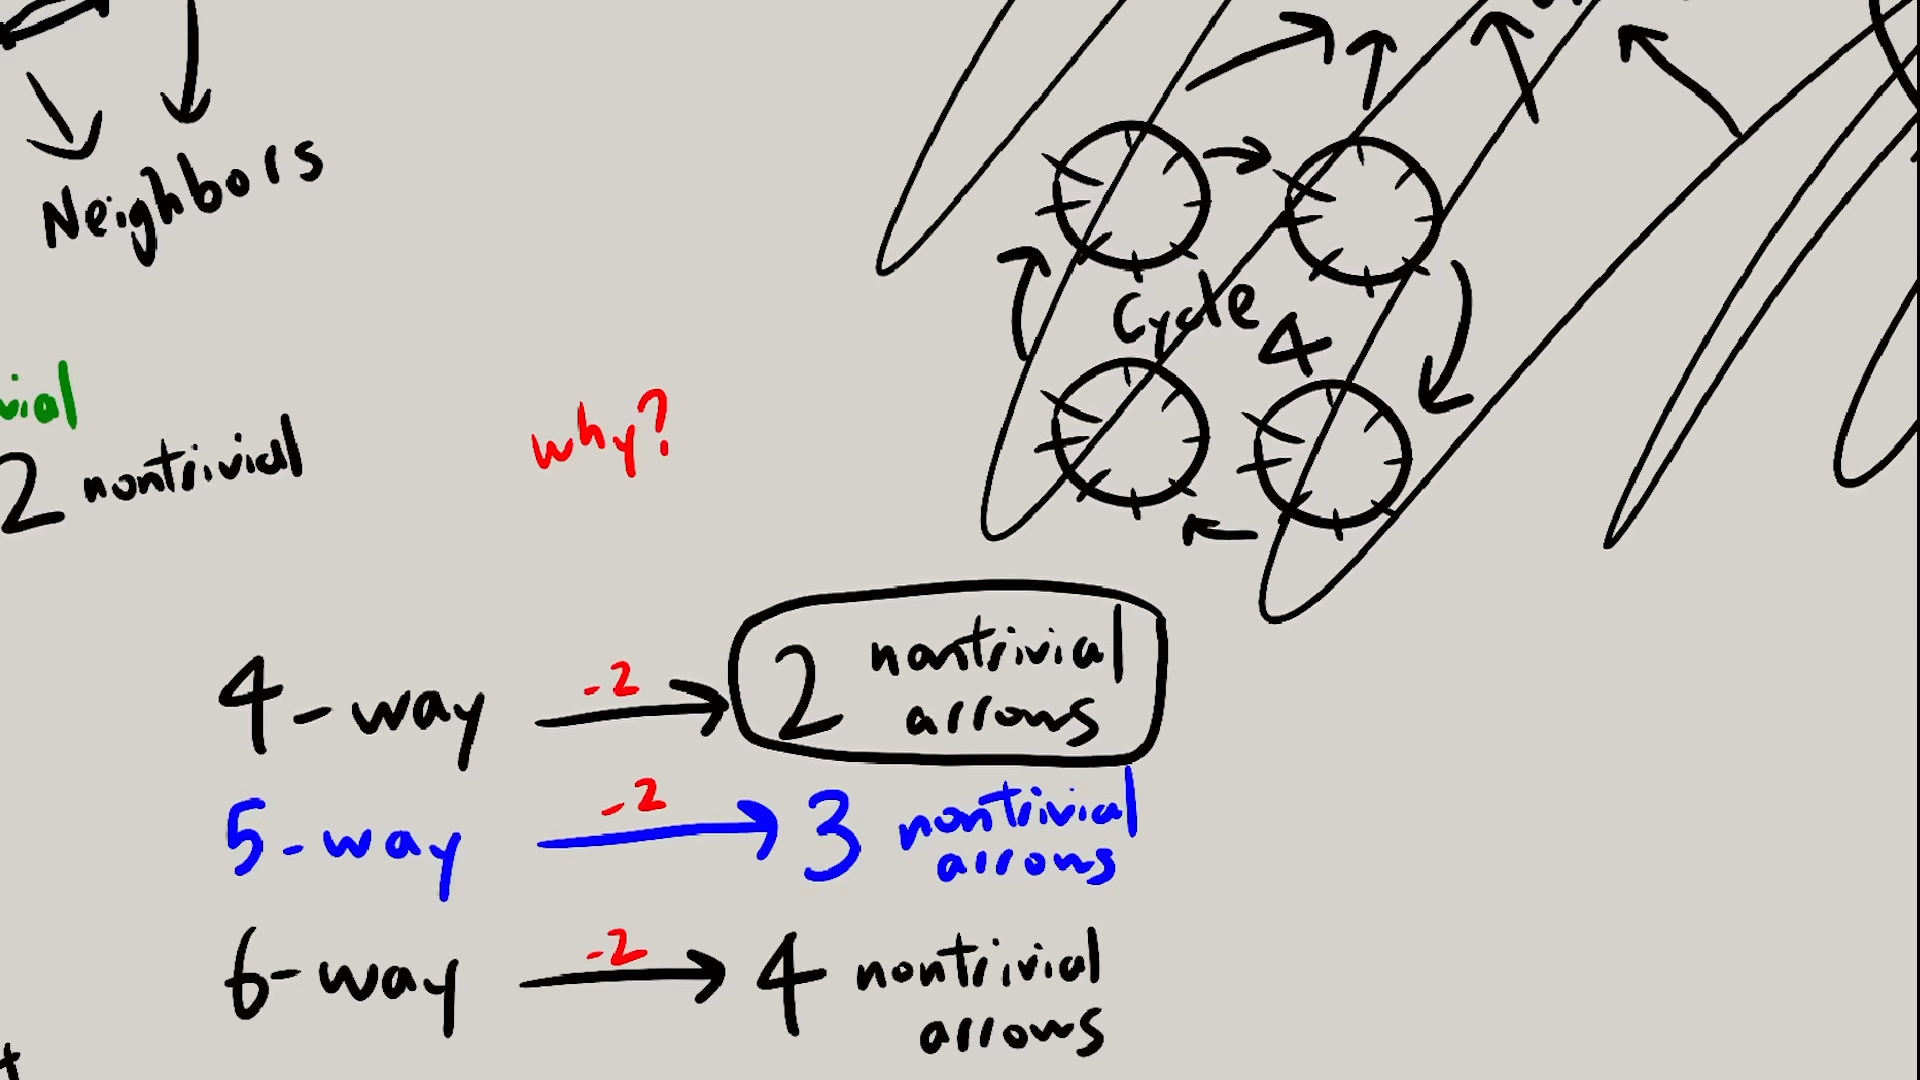 Neighbors
Cycle 4
2 nontrivial
why?
4-way -2 2 nontrivial
arrows
5-way -2 3 nontrivial
arrows
6-way -2 4 nontrivial
arrows